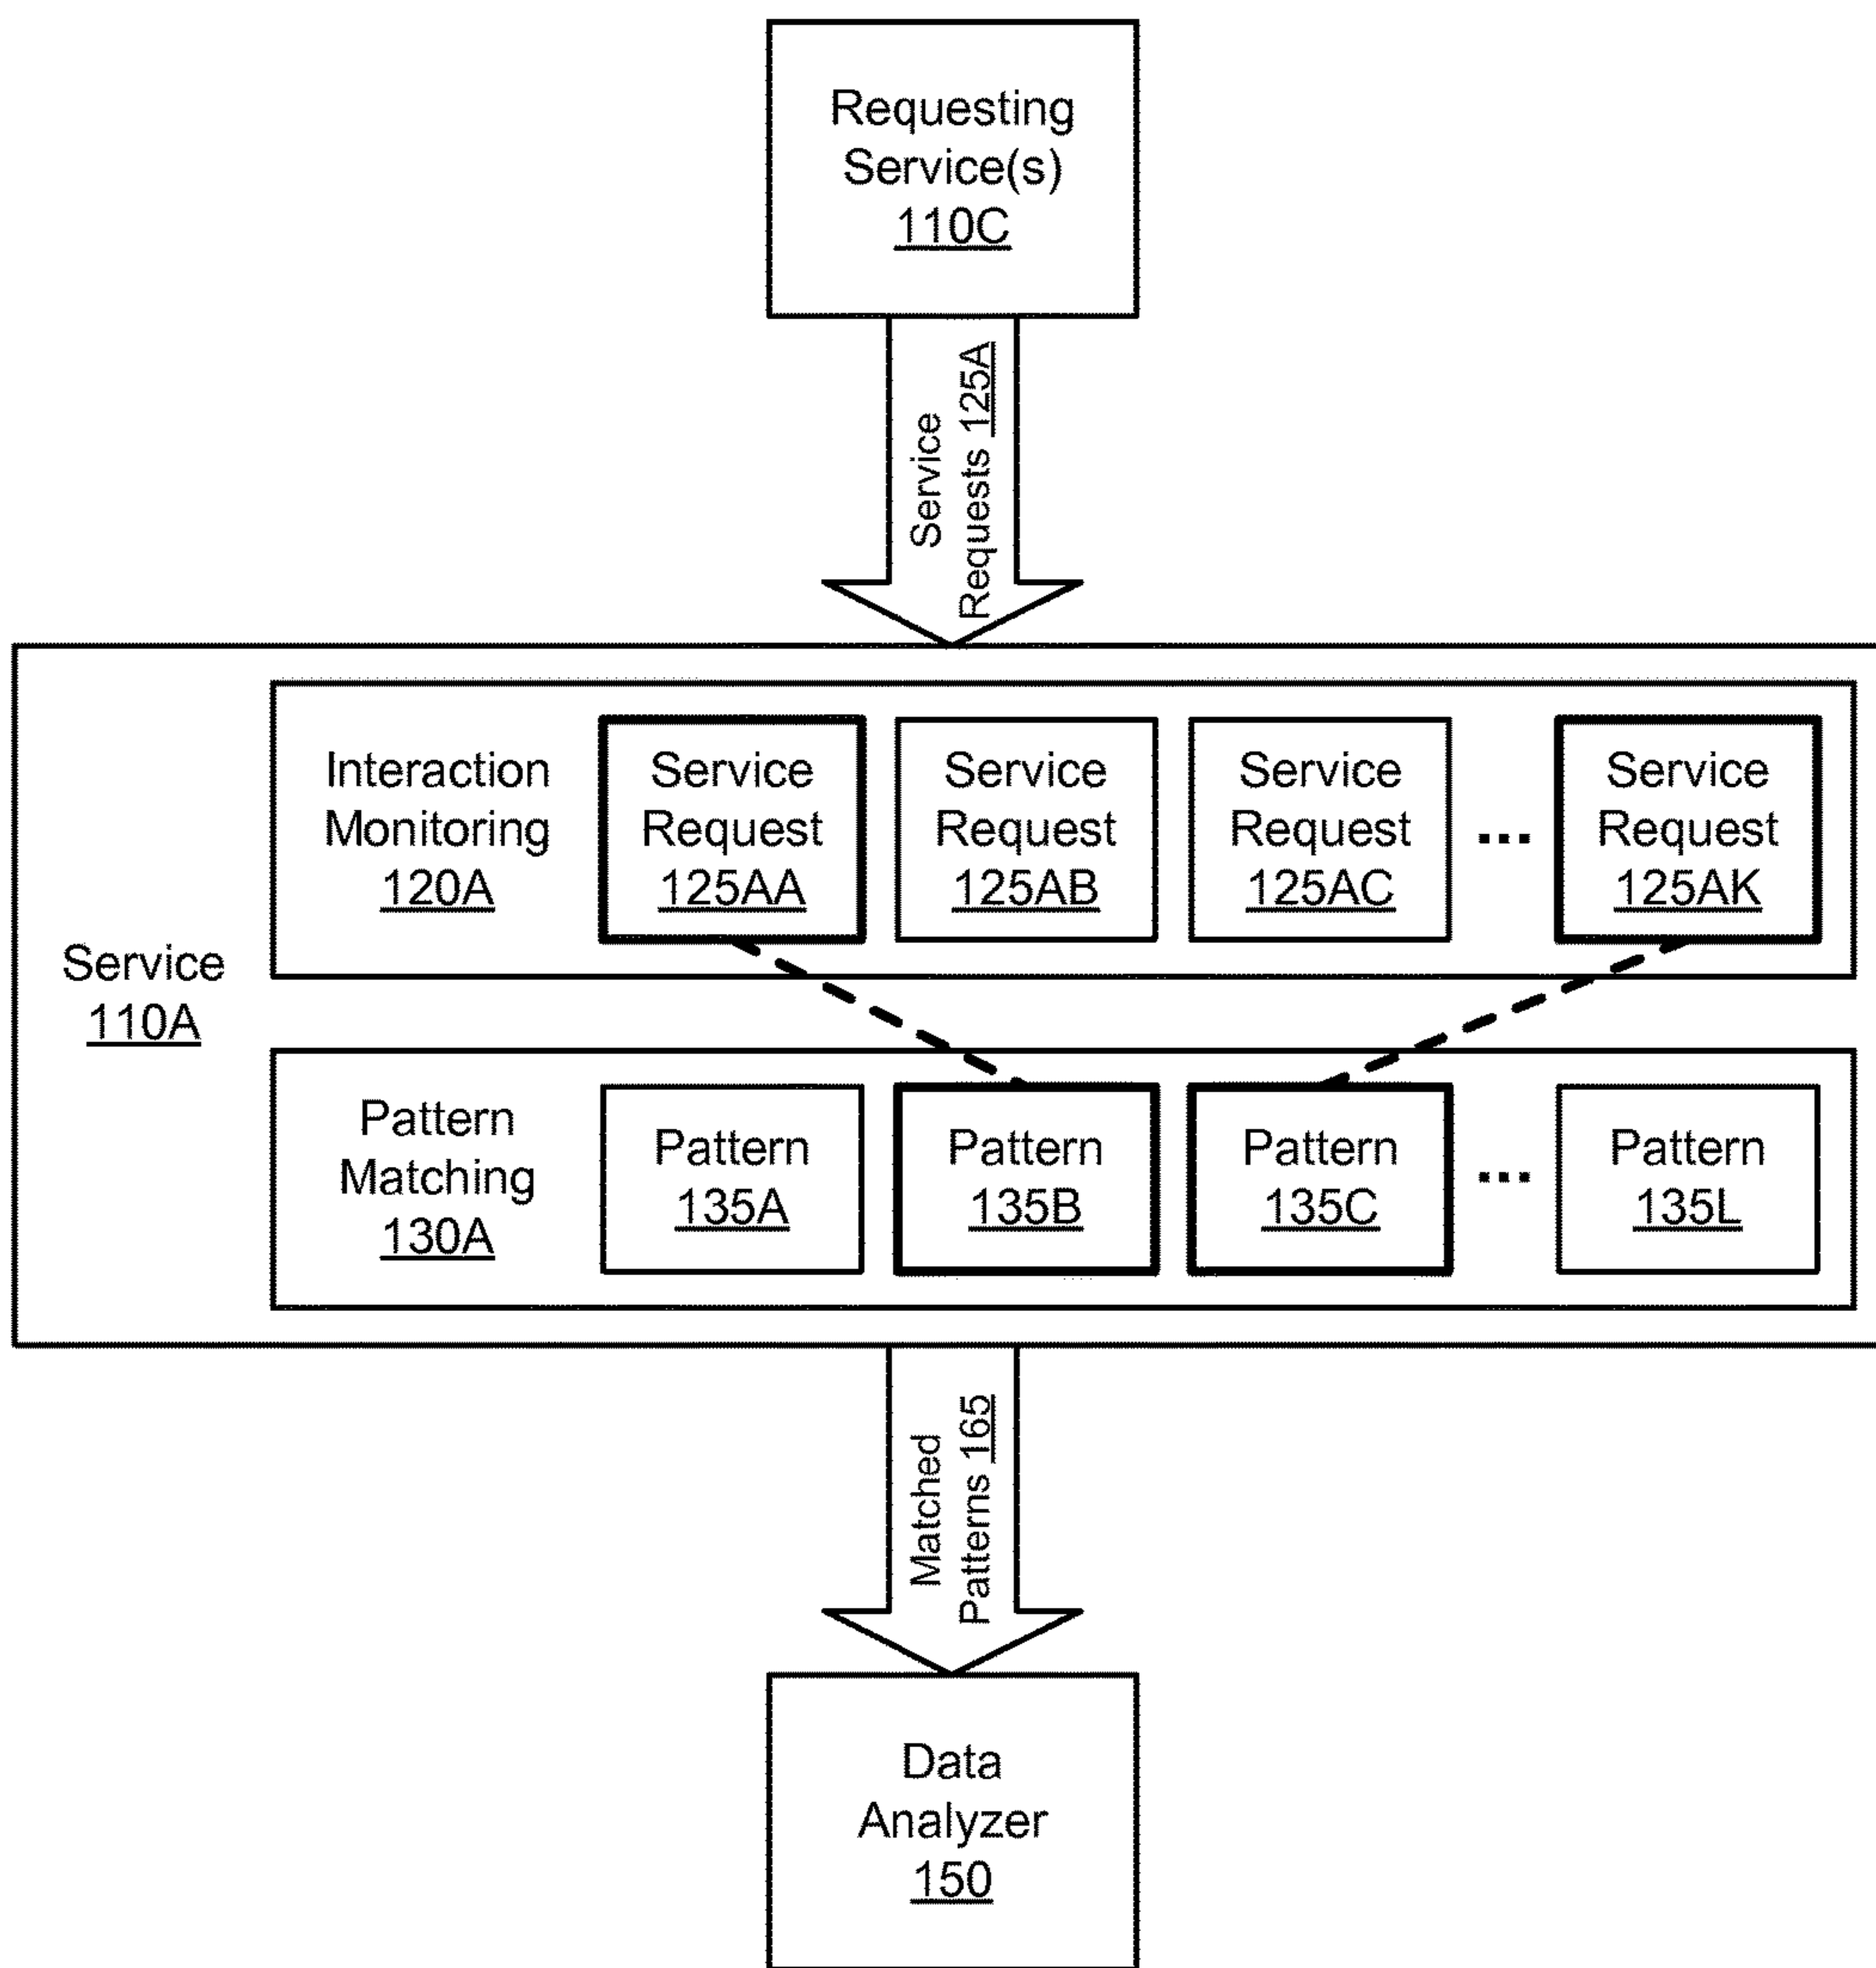 Requesting
Service(s)
110C
Service
Requests 125A
Service
110A
Interaction
Monitoring
120A
Service
Request
125AA
Service
Request
125AB
Service
Request
125AC
...
Service
Request
125AK
Pattern
Matching
130A
Pattern
135A
Pattern
135B
Pattern
135C
...
Pattern
135L
Matched
Patterns 165
Data
Analyzer
150